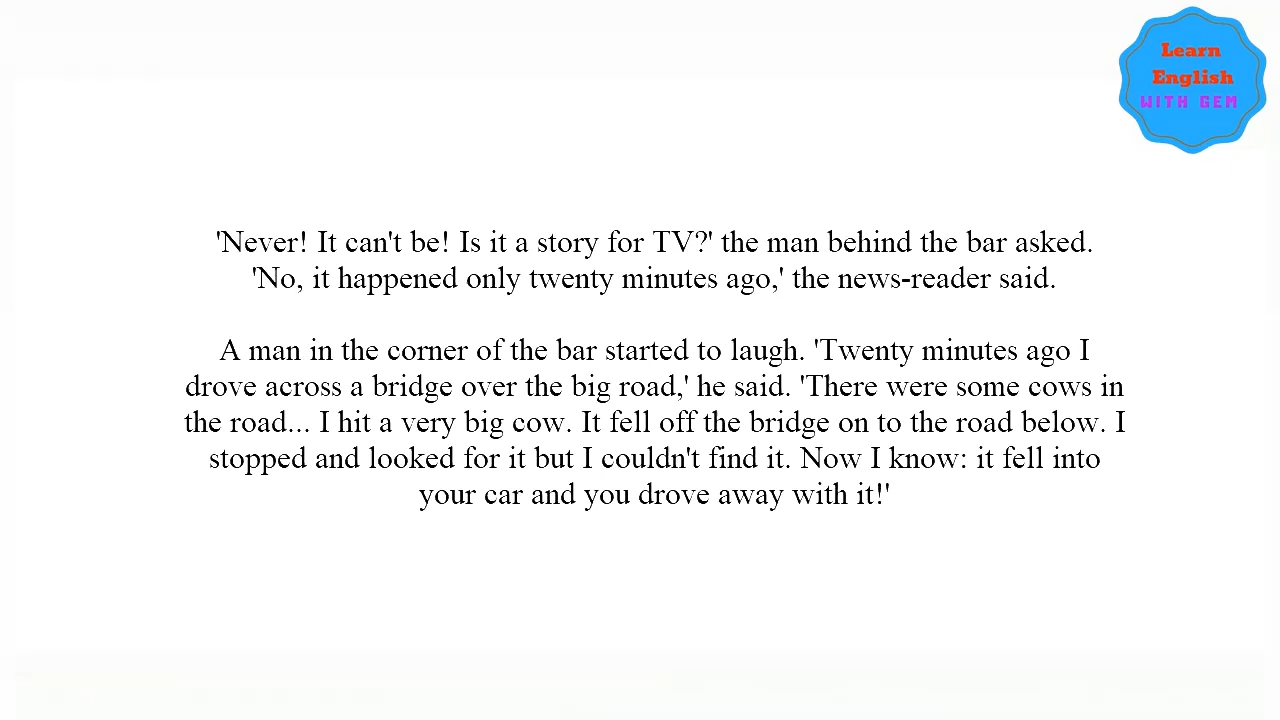 Learn
English
WITH GEM
'Never! It can't be! Is it a story for TV?' the man behind the bar asked.
'No, it happened only twenty minutes ago,' the news-reader said.
A man in the corner of the bar started to laugh. 'Twenty minutes ago I
drove across a bridge over the big road,' he said. 'There were some cows in
the road... I hit a very big cow. It fell off the bridge on to the road below. I
stopped and looked for it but I couldn't find it. Now I know: it fell into
your car and you drove away with it!'